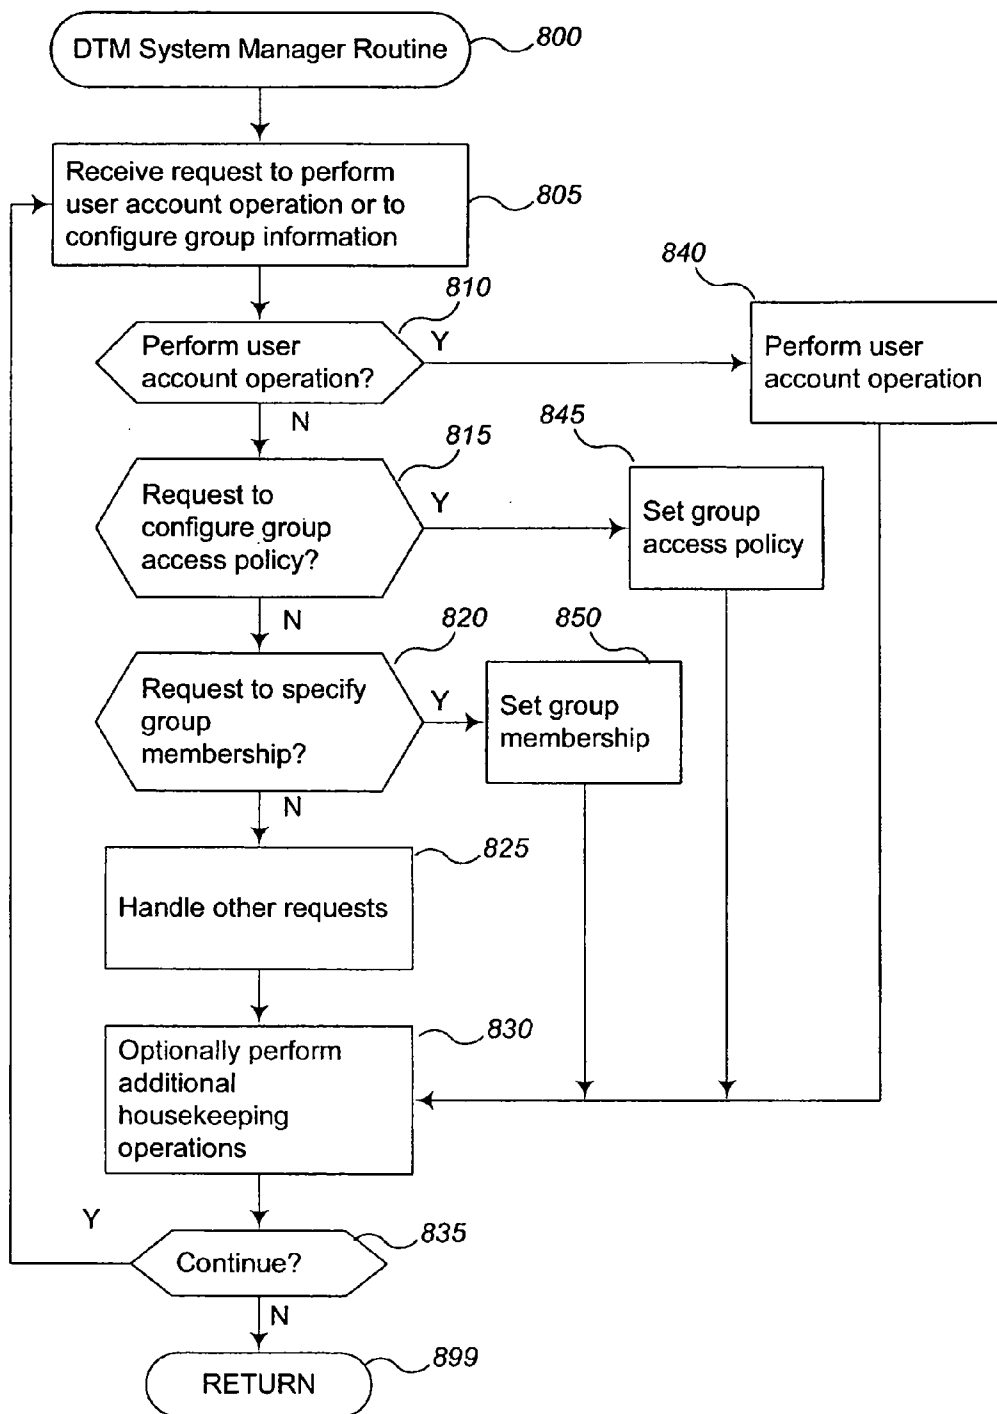 DTM System Manager Routine
800
Receive request to perform
user account operation or to
configure group information
805
810
Perform user
account operation?
Y
N
840
Perform user
account operation
815
Request to
configure group
access policy?
Y
N
845
Set group
access policy
820
Request to specify
group
membership?
Y
N
850
Set group
membership
825
Handle other requests
830
Optionally perform
additional
housekeeping
operations
Y
835
Continue?
N
899
RETURN